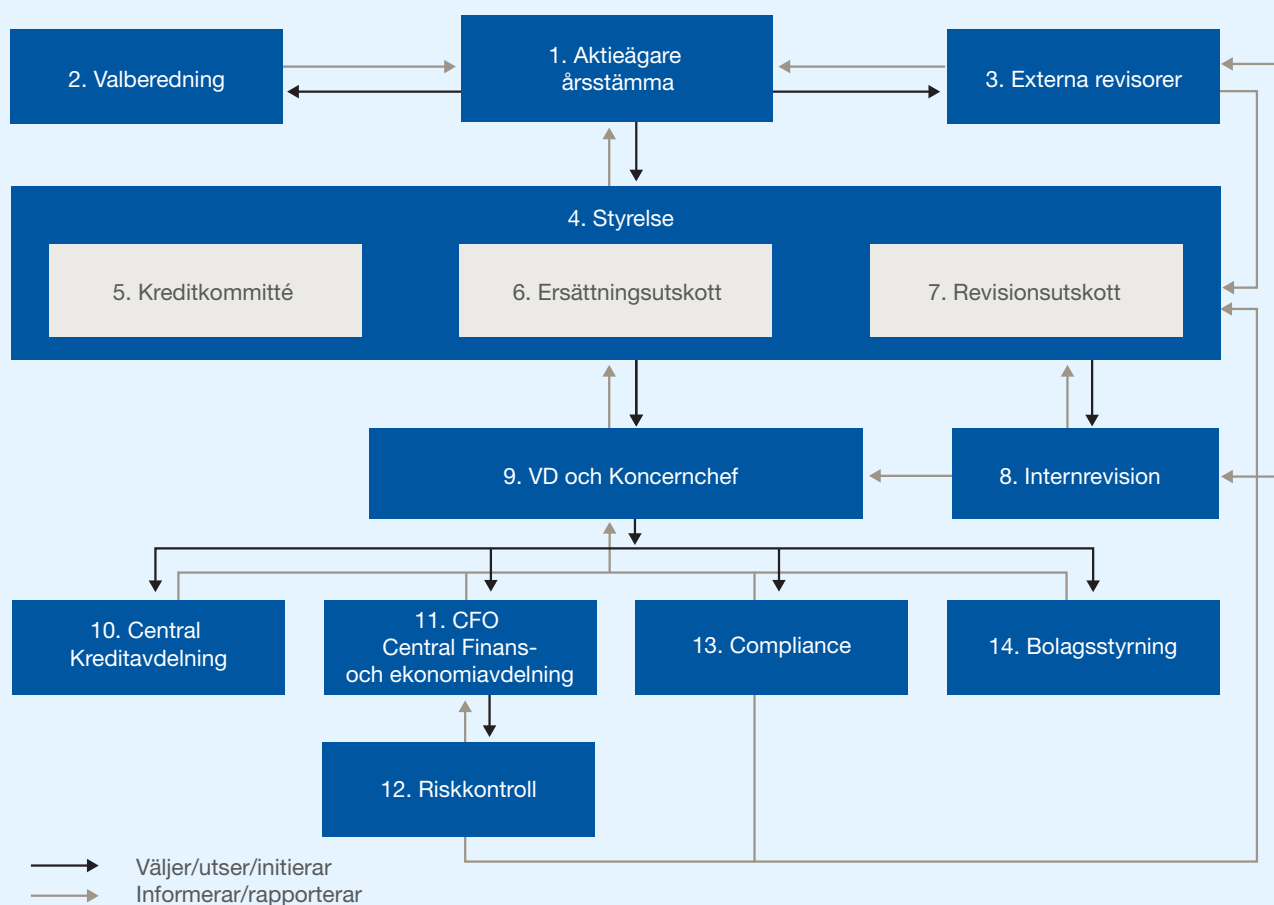 1. Aktieägare
årsstämma
2. Valberedning
3. Externa revisorer
4. Styrelse
5. Kreditkommitté
6. Ersättningsutskott
7. Revisionsutskott
9. VD och Koncernchef
8. Internrevision
10. Central
Kreditavdelning
11. CFO
Central Finans-
och ekonomiavdelning
13. Compliance
14. Bolagsstyrning
12. Riskkontroll
Väljer/utser/initierar
Informerar/rapporterar